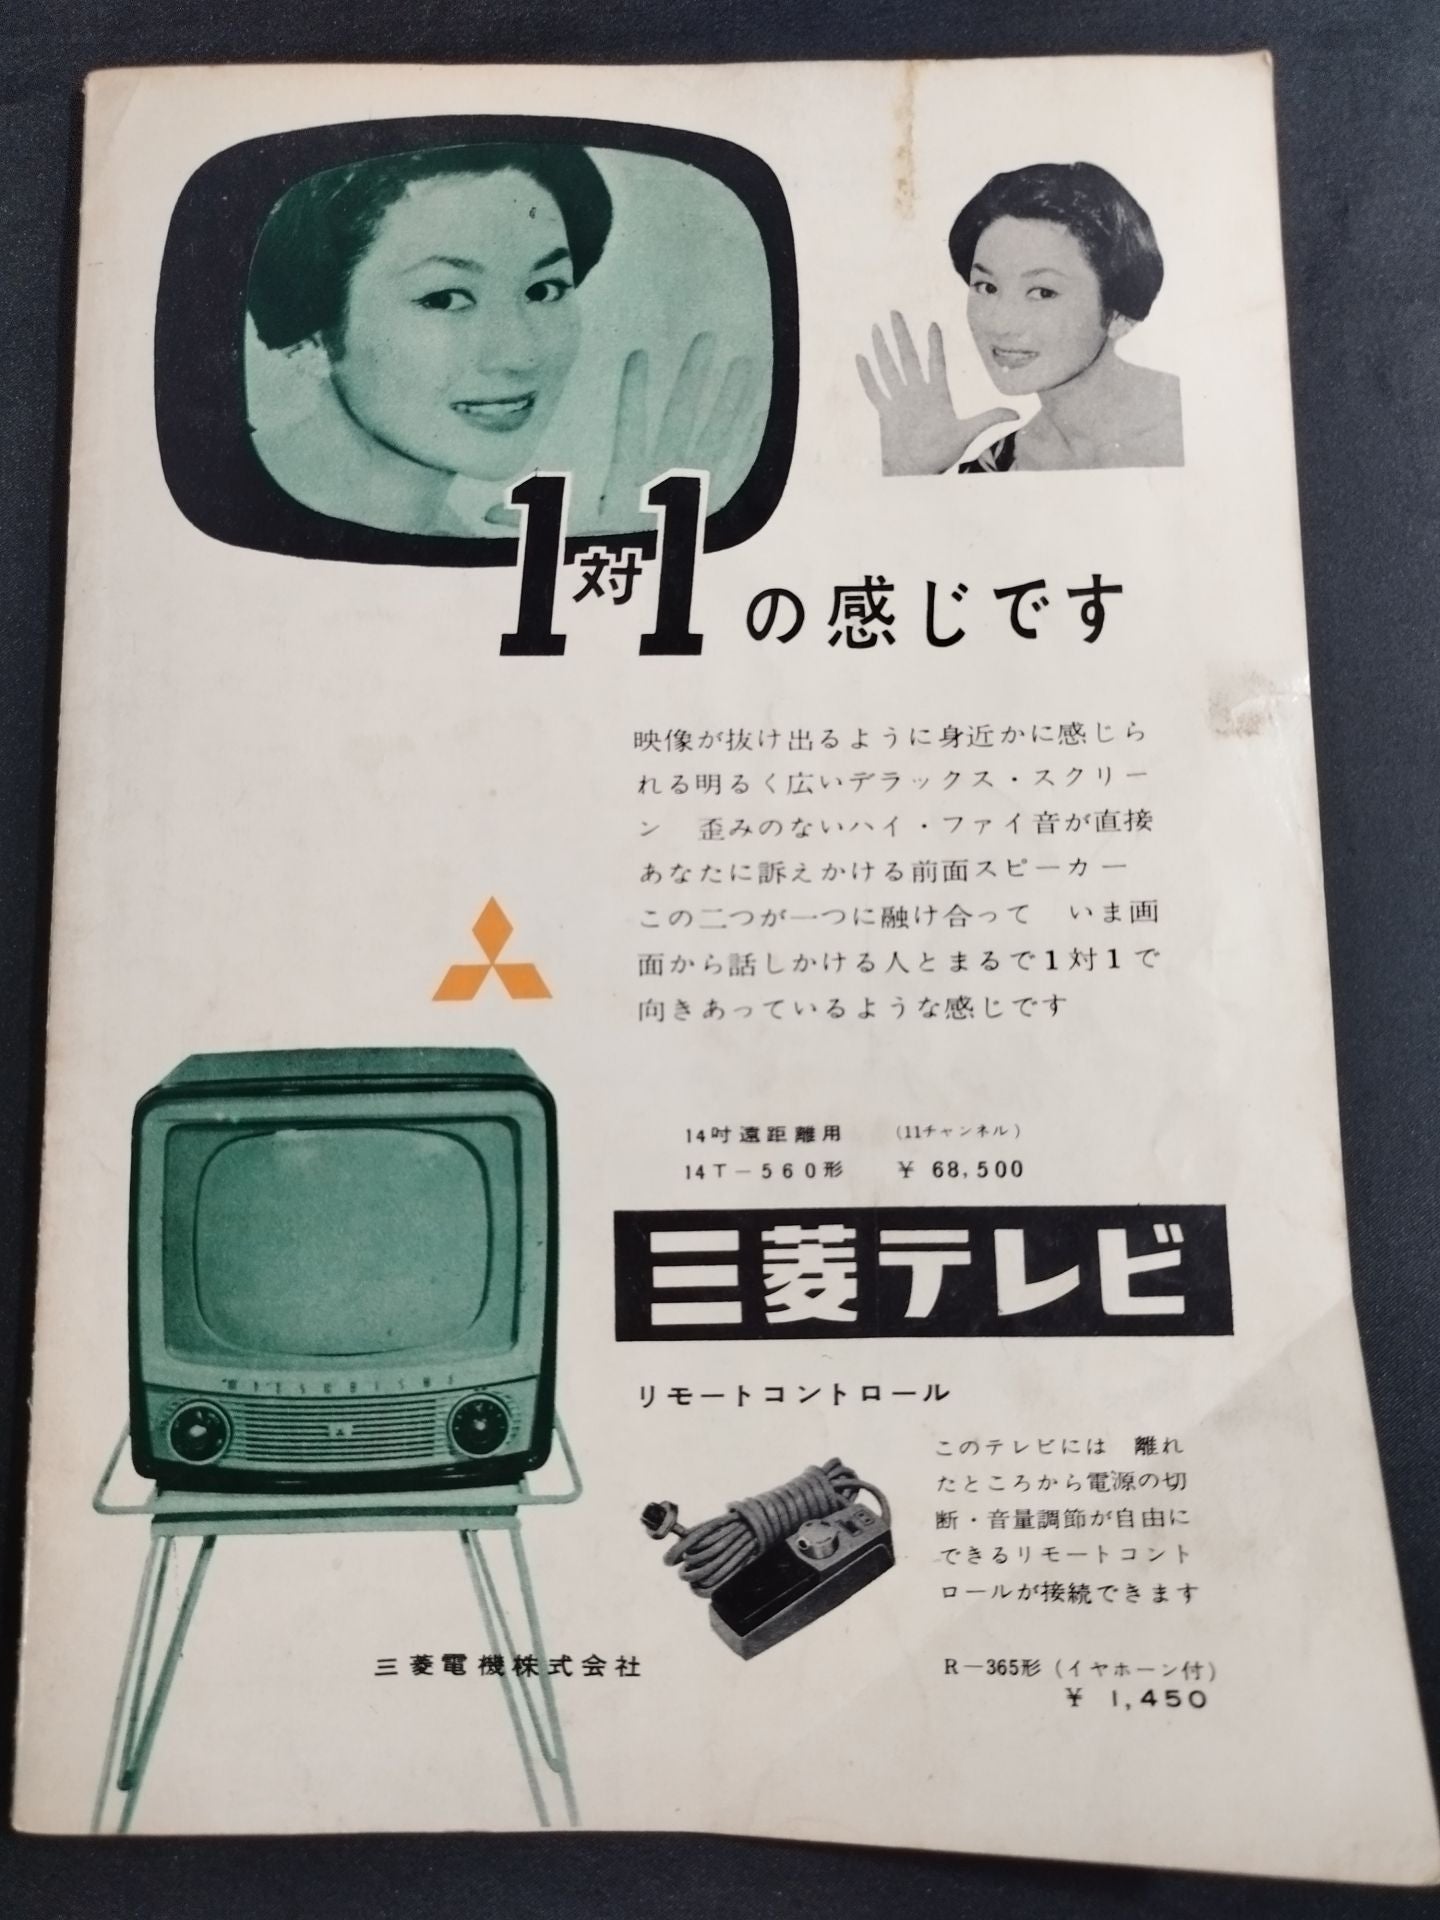 1対1の感じです
映像が抜け出るように身近かに感じら
れる明るく広いデラックス・スクリー
ン　歪みのないハイ・ファイ音が直接
あなたに訴えかける前面スピーカー
この二つが一つに融け合って　いま画
面から話しかける人とまるで1対1で
向きあっているような感じです
14吋遠距離用　(11チャンネル)
14T－560形　¥ 68,500
三菱テレビ
MITSUBISHI
リモートコントロール
このテレビには　離れ
たところから電源の切
断・音量調節が自由に
できるリモートコント
ロールが接続できます
R－365形(イヤホーン付)
¥ 1,450
三菱電機株式会社